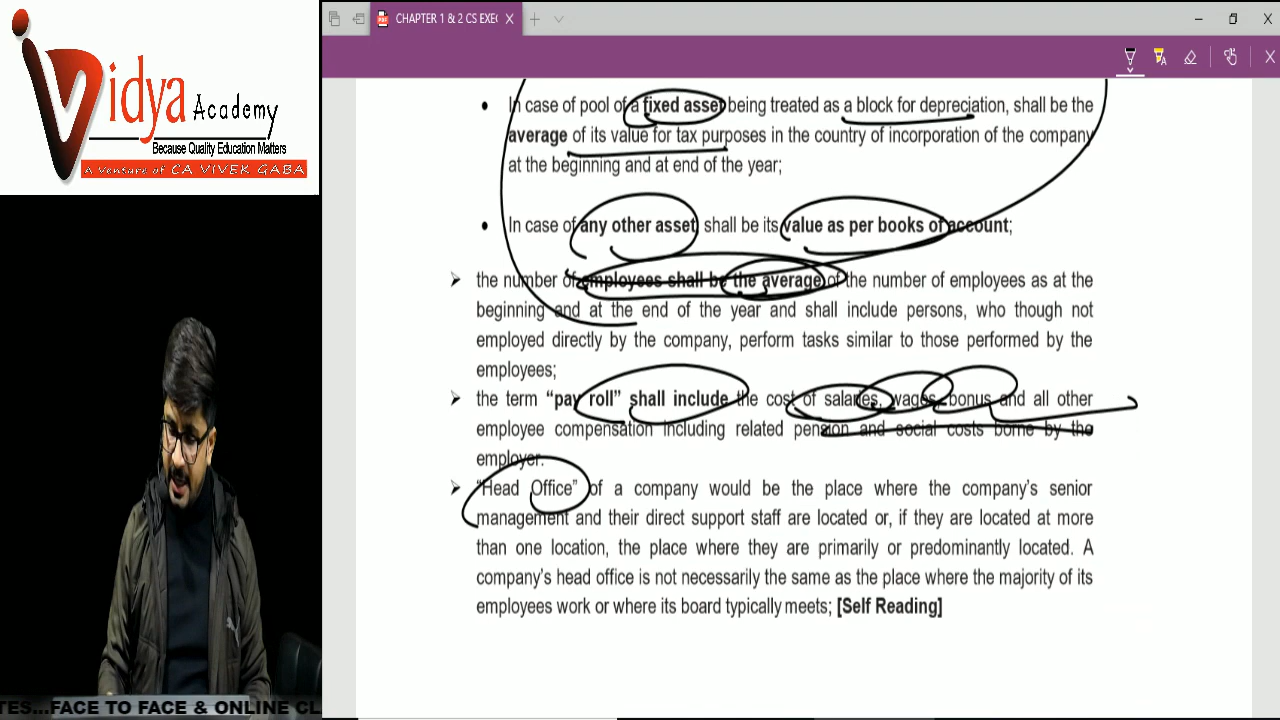 Vidya
Academy
Because Quality Education Matters
A Venture of CA VIVEK GABA
CHAPTER 1 & 2 CS EXEC
• In case of pool of a fixed asset being treated as a block for depreciation, shall be the
average of its value for tax purposes in the country of incorporation of the company
at the beginning and at end of the year;
• In case of any other asset, shall be its value as per books of account;
➢ the number of employees shall be the average of the number of employees as at the
beginning and at the end of the year and shall include persons, who though not
employed directly by the company, perform tasks similar to those performed by the
employees;
➢ the term “pay roll” shall include the cost of salaries, wages, bonus and all other
employee compensation including related pension and social costs borne by the
employer.
➢ “Head Office” of a company would be the place where the company’s senior
management and their direct support staff are located or, if they are located at more
than one location, the place where they are primarily or predominantly located. A
company’s head office is not necessarily the same as the place where the majority of its
employees work or where its board typically meets; [Self Reading]
TES...FACE TO FACE & ONLINE CL